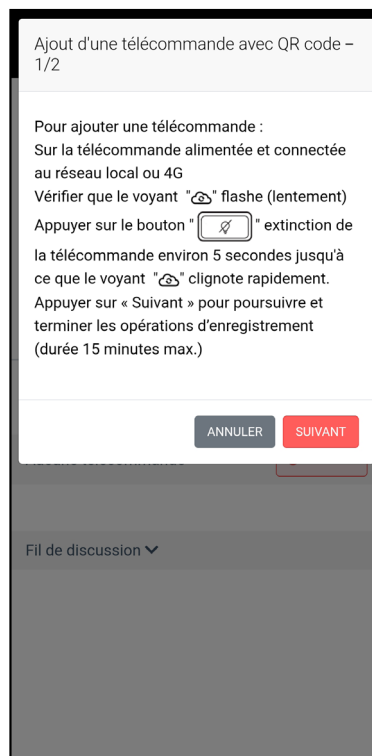 Ajout d'une télécommande avec QR code –
1/2
Pour ajouter une télécommande :
Sur la télécommande alimentée et connectée
au réseau local ou 4G
Vérifier que le voyant " " flashe (lentement)
Appuyer sur le bouton " " extinction de
la télécommande environ 5 secondes jusqu'à
ce que le voyant " " clignote rapidement.
Appuyer sur « Suivant » pour poursuivre et
terminer les opérations d'enregistrement
(durée 15 minutes max.)
ANNULER SUIVANT
Fil de discussion